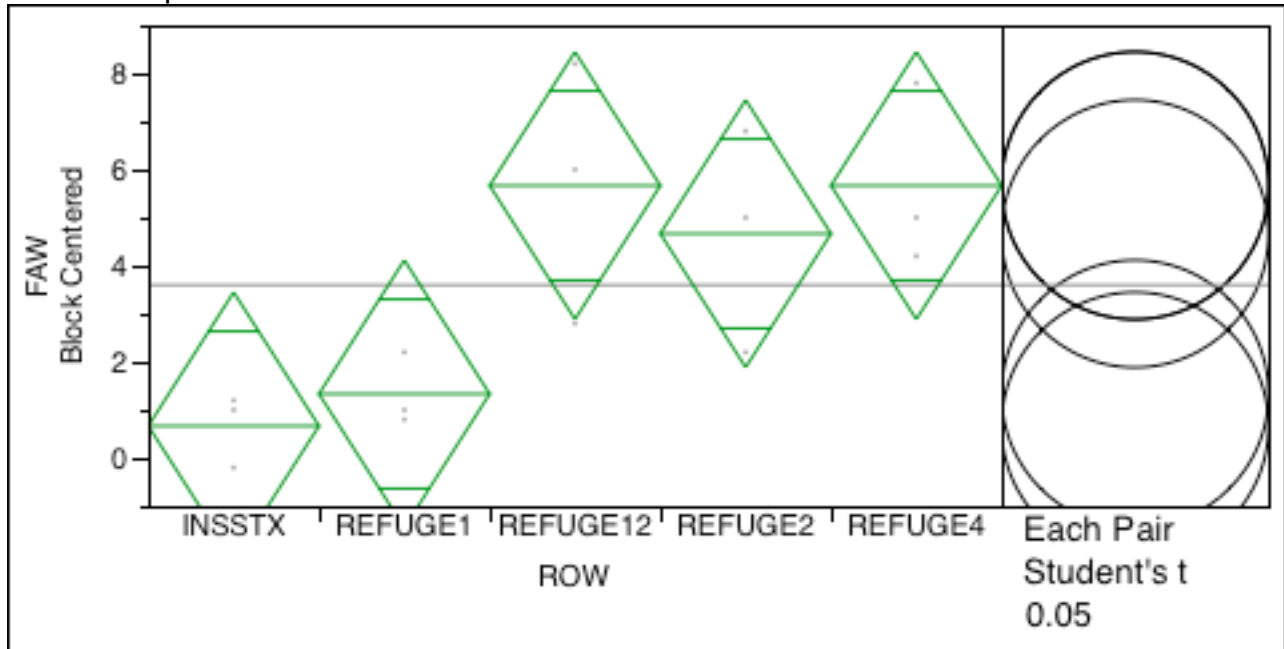 FAW
Block Centered
8
6
4
2
0
INSSTX REFUGE1 REFUGE12 REFUGE2 REFUGE4
ROW
Each Pair
Student's t
0.05